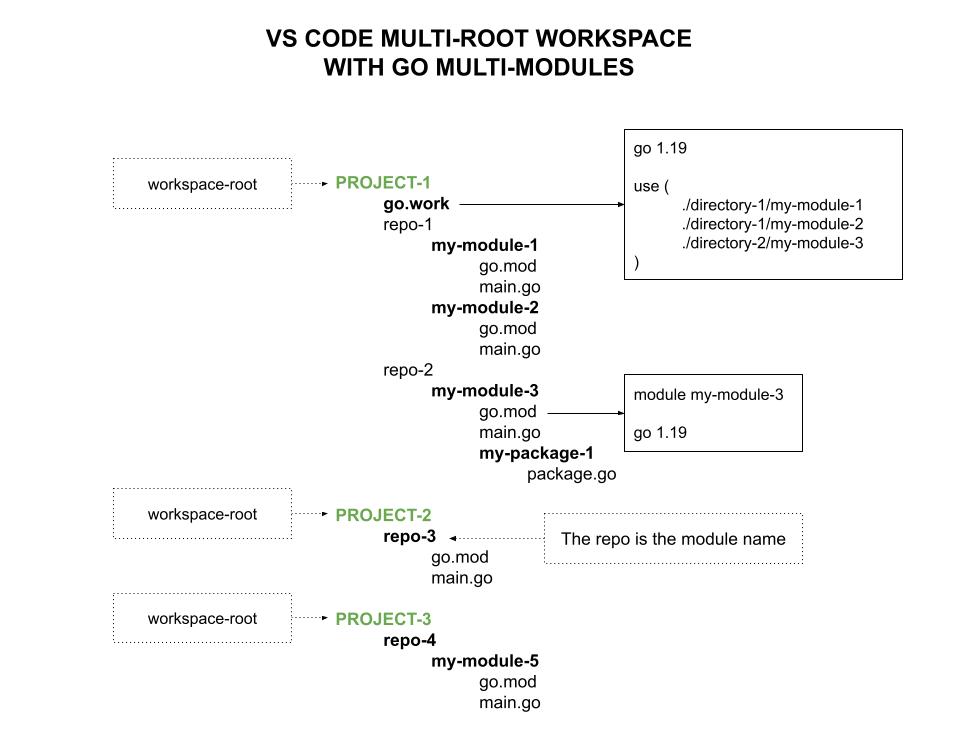 VS CODE MULTI-ROOT WORKSPACE
WITH GO MULTI-MODULES
workspace-root
PROJECT-1
go.work
repo-1
my-module-1
go.mod
main.go
my-module-2
go.mod
main.go
repo-2
my-module-3
go.mod
main.go
my-package-1
package.go
go 1.19
use (
./directory-1/my-module-1
./directory-1/my-module-2
./directory-2/my-module-3
)
module my-module-3
go 1.19
workspace-root
PROJECT-2
repo-3
go.mod
main.go
The repo is the module name
workspace-root
PROJECT-3
repo-4
my-module-5
go.mod
main.go